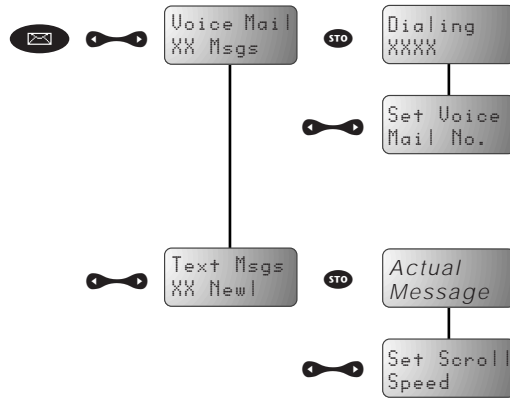 Voice Mail
XX Msgs
STO
Dialing
XXXX
Set Voice
Mail No.
Text Msgs
XX New|
STO
Actual
Message
Set Scroll
Speed